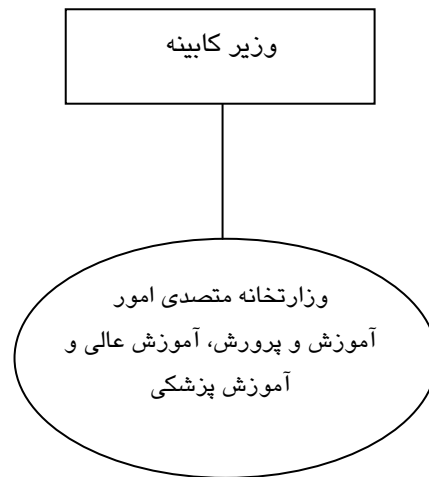 وزیر کابینه
وزارتخانه متصدی امور
آموزش و پرورش، آموزش عالی و
آموزش پزشکی